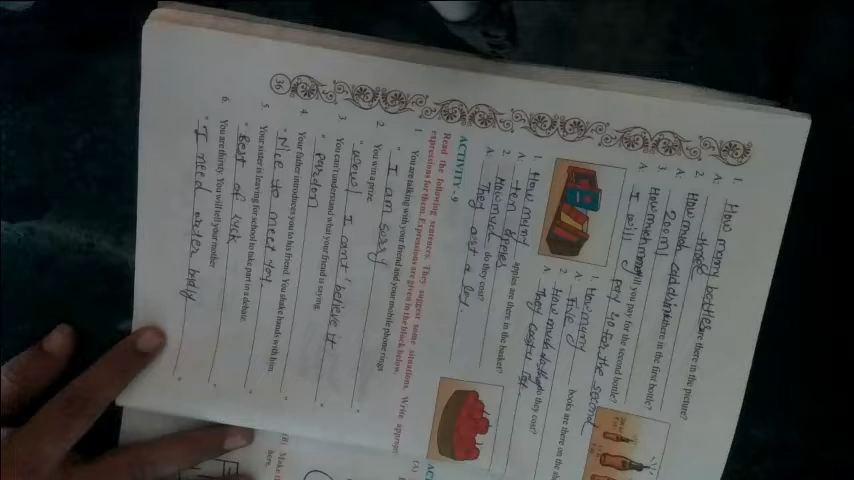 1. How many bottles are there in the picture?
A: three
2. How much cold drink there in the first bottle?
A. 200ml
3. How much money will you pay for the second bottle?
A. I will pay 40 for the second
1. How many books are there on the
A: Five
2. How much do they cost?
A: They cost a lot.
1. How many apples are there in the basket?
A: ten apples
2. How much do they cost?
A: They cost a lot.
ACTIVITY - 9
Read the following sentences. They suggest some situations. Write appropri
expressions for them. Expressions are given in the block below.
1. You are talking with your friend and your mobile phone rings.
" I am sorry "
2. You win a prize.
" wow! I can't believe it "
3. You can't understand what your friend is saying.
" pardon "
4. Your father introduces you to his friend. You shake hands with him.
" Nice to meet you. "
5. Your sister is leaving for school to take part in a debate.
" Best of luck "
6. You are thirsty. You will tell your mother
" I need water "
36
AC
(A)
(B) Make t
here.